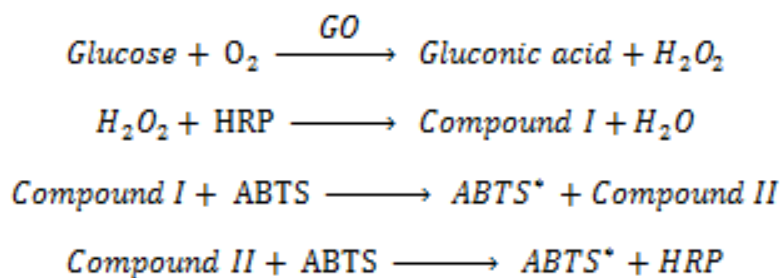 Glucose + O₂ —GO→ Gluconic acid + H₂O₂
H₂O₂ + HRP ⟶ Compound I + H₂O
Compound I + ABTS ⟶ ABTS* + Compound II
Compound II + ABTS ⟶ ABTS* + HRP